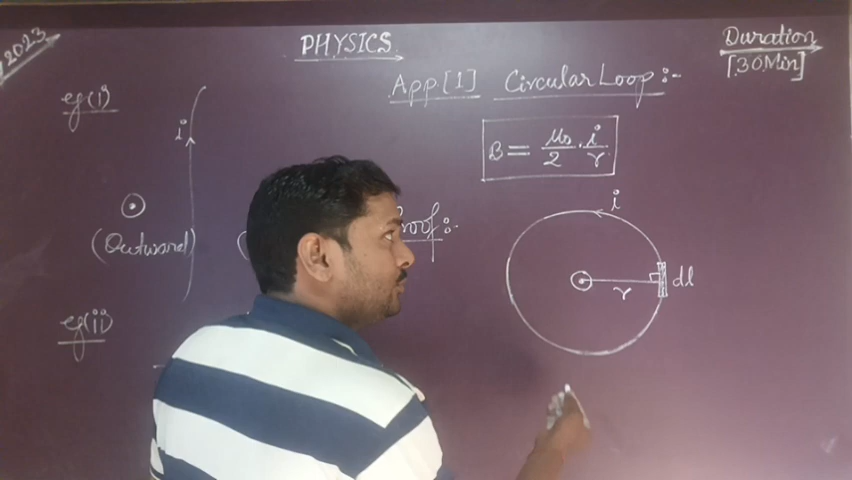 2023
PHYSICS
Duration
[30Min]
App[1] Circular Loop:-
eg(i)
i
B = μ₀/2 · i/r
(Outward)
roof:-
i
r
dl
eg(ii)